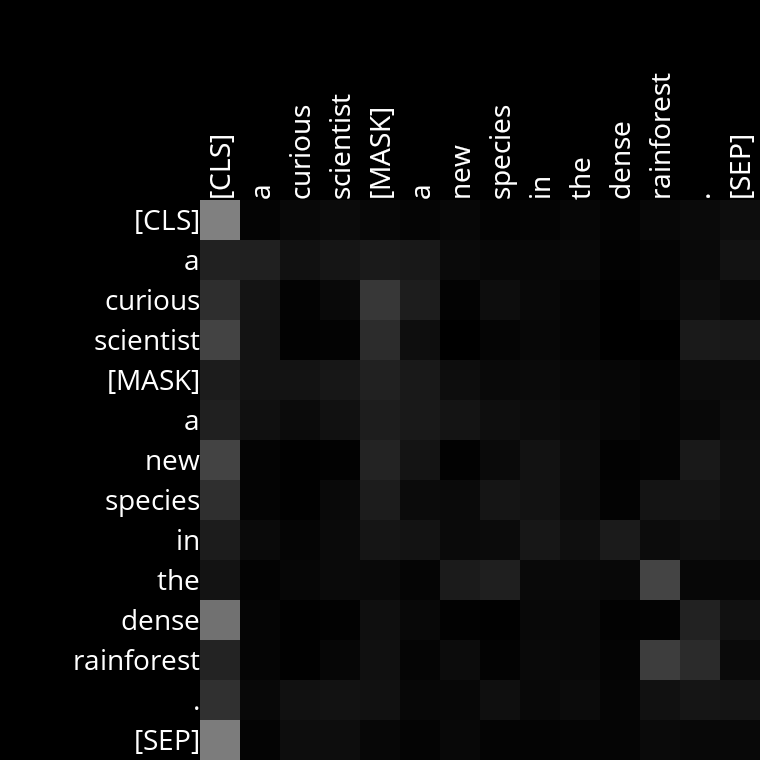 [CLS]
a
curious
scientist
[MASK]
a
new
species
in
the
dense
rainforest
.
[SEP]
[CLS]
a
curious
scientist
[MASK]
a
new
species
in
the
dense
rainforest
.
[SEP]